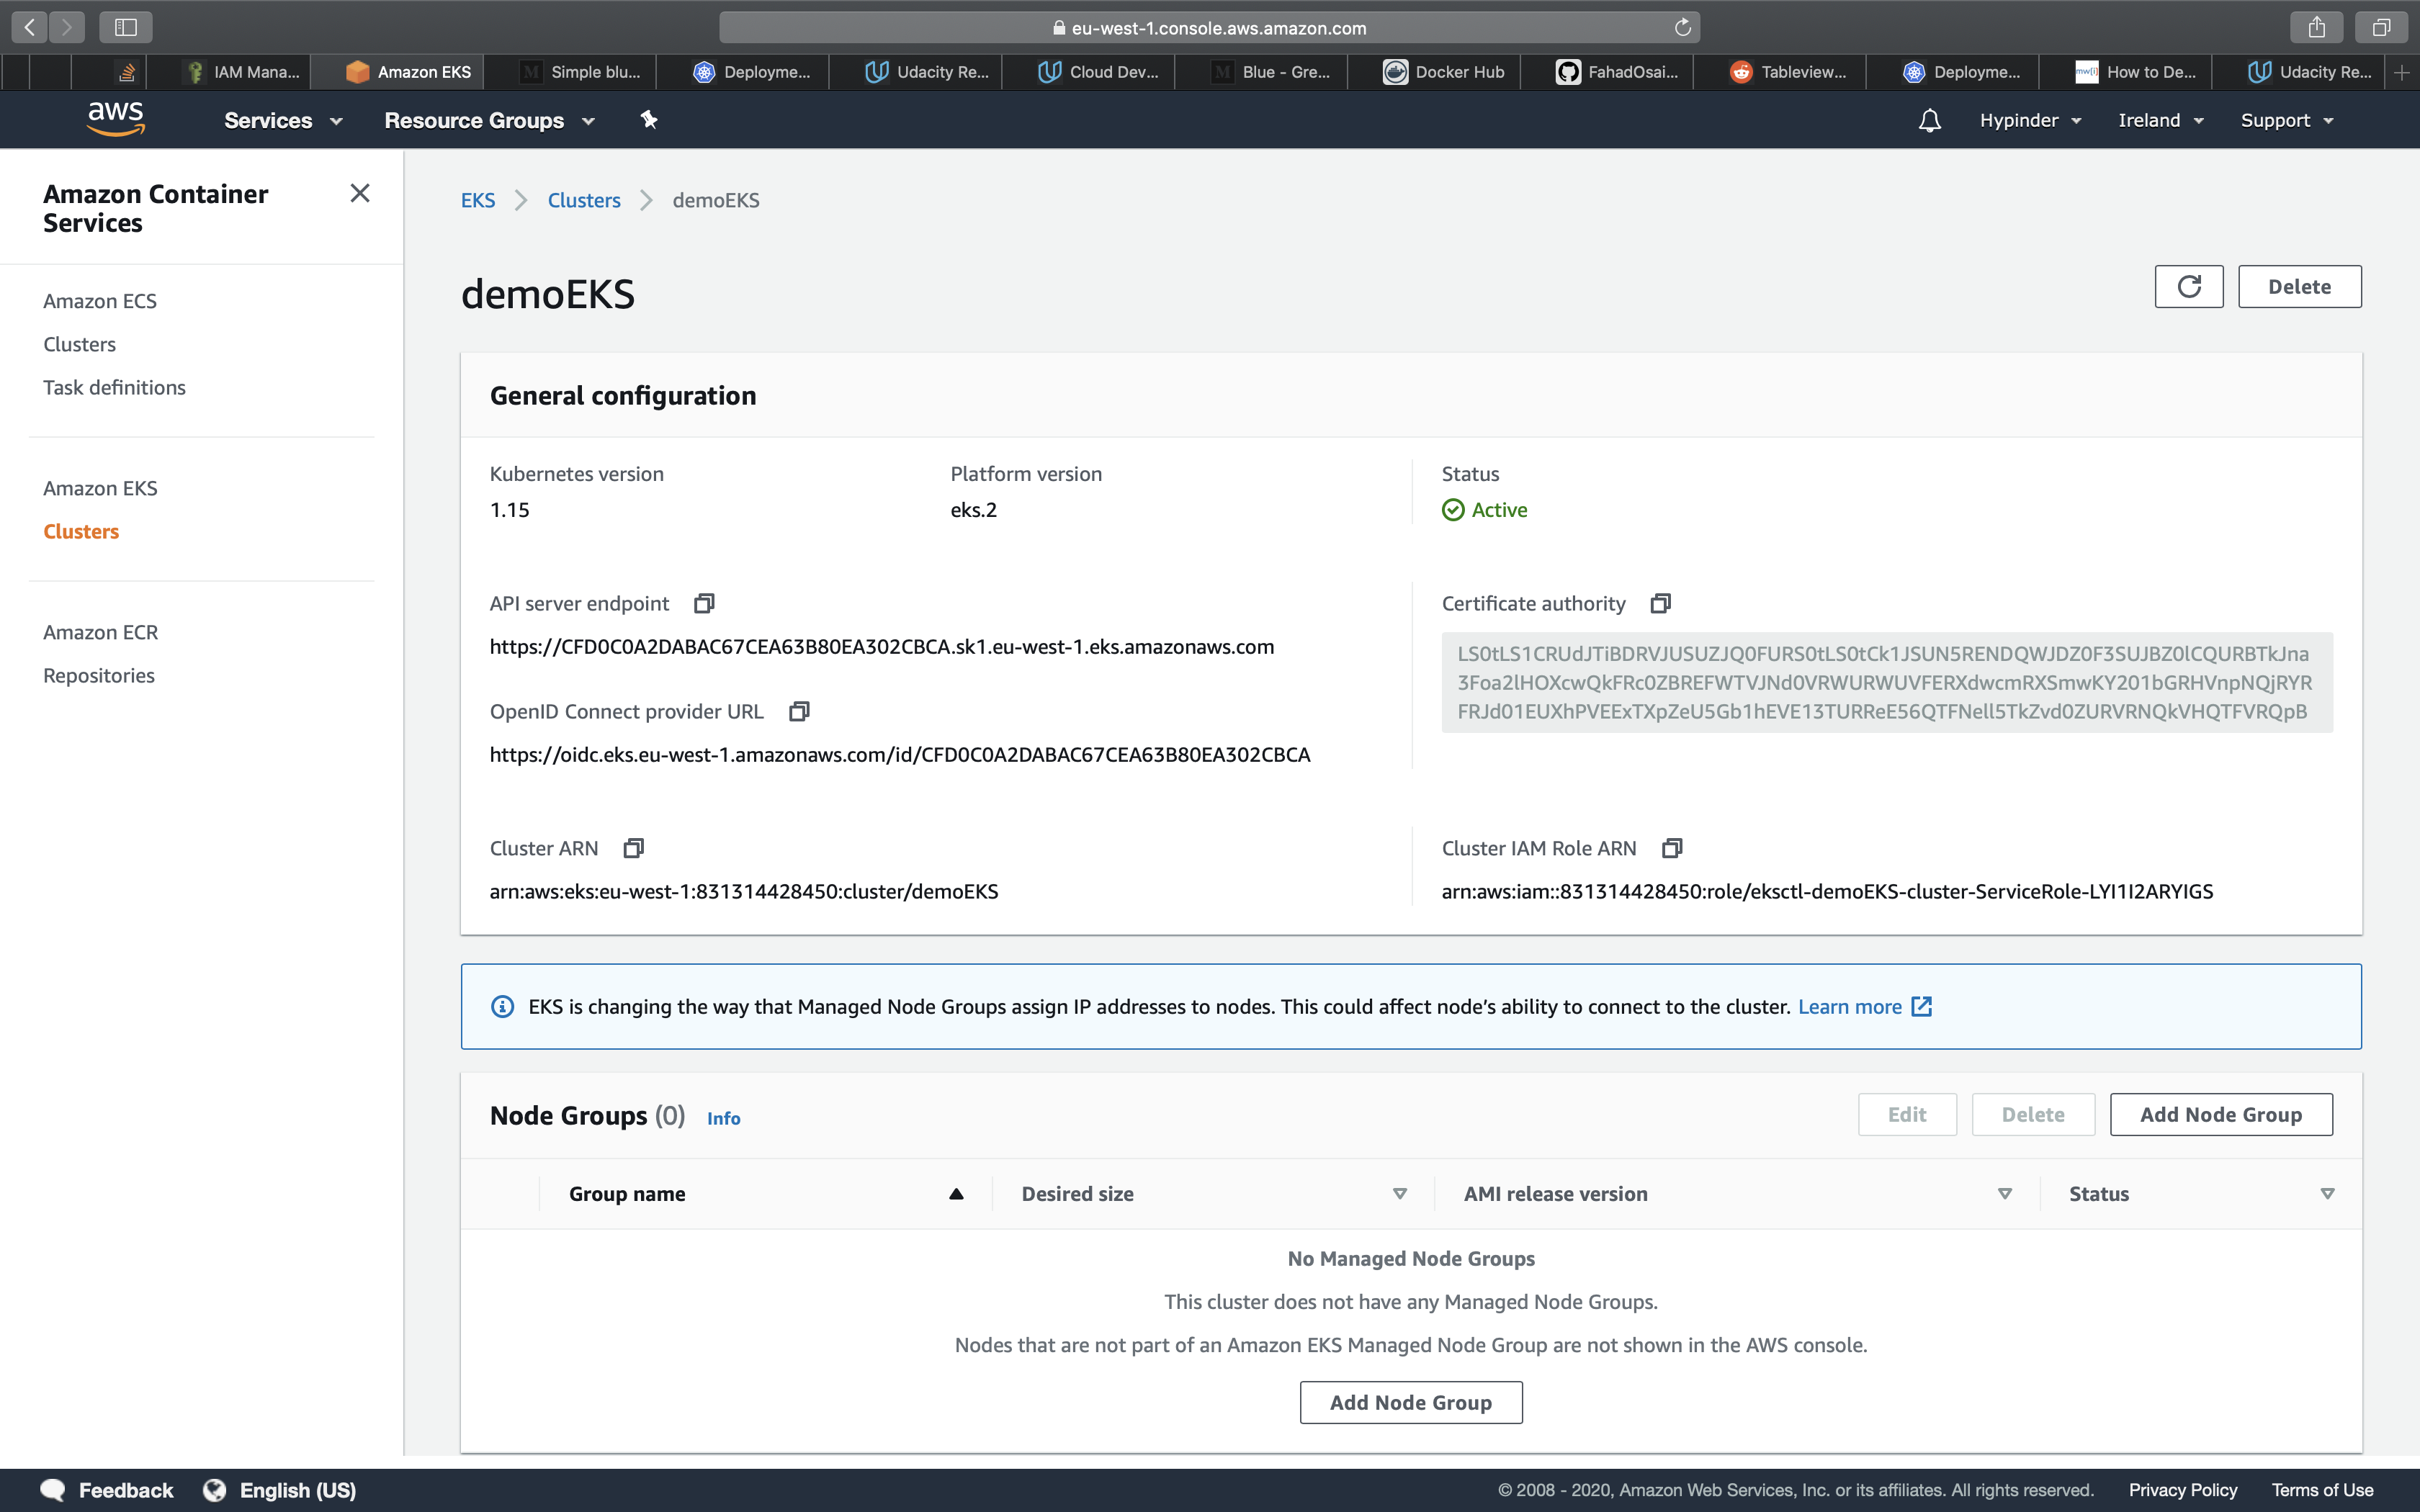 eu-west-1.console.aws.amazon.com
IAM Mana... Amazon EKS Simple blu... Deployme... Udacity Re... Cloud Dev... Blue - Gre... Docker Hub FahadOsai... Tableview... Deployme... How to De... Udacity Re...
aws Services Resource Groups Hypinder Ireland Support
Amazon Container
Services
Amazon ECS
Clusters
Task definitions
Amazon EKS
Clusters
Amazon ECR
Repositories
EKS Clusters demoEKS
demoEKS
Delete
General configuration
Kubernetes version
1.15
Platform version
eks.2
Status
Active
API server endpoint
https://CFD0C0A2DABAC67CEA63B80EA302CBCA.sk1.eu-west-1.eks.amazonaws.com
OpenID Connect provider URL
https://oidc.eks.eu-west-1.amazonaws.com/id/CFD0C0A2DABAC67CEA63B80EA302CBCA
Certificate authority
LS0tLS1CRUdJTiBDRVJUSUZJQ0FURS0tLS0tCk1JSUN5RENDQWJDZ0F3SUJBZ0lCQURBTkJna
3Foa2lHOXcwQkFRc0ZBREFWTVJNd0VRWURWUVFERXdwcmRXSmwKY201bGRHVnpNQjRYR
FRJd01EUXhPVEExTXpZeU5Gb1hEVE13TURReE56QTFNell5TkZvd0ZURVRNQkVHQTFVRQpB
Cluster ARN
arn:aws:eks:eu-west-1:831314428450:cluster/demoEKS
Cluster IAM Role ARN
arn:aws:iam::831314428450:role/eksctl-demoEKS-cluster-ServiceRole-LYI1I2ARYIGS
EKS is changing the way that Managed Node Groups assign IP addresses to nodes. This could affect node’s ability to connect to the cluster. Learn more
Node Groups (0) Info
Edit Delete Add Node Group
Group name Desired size AMI release version Status
No Managed Node Groups
This cluster does not have any Managed Node Groups.
Nodes that are not part of an Amazon EKS Managed Node Group are not shown in the AWS console.
Add Node Group
Feedback English (US) © 2008 - 2020, Amazon Web Services, Inc. or its affiliates. All rights reserved. Privacy Policy Terms of Use